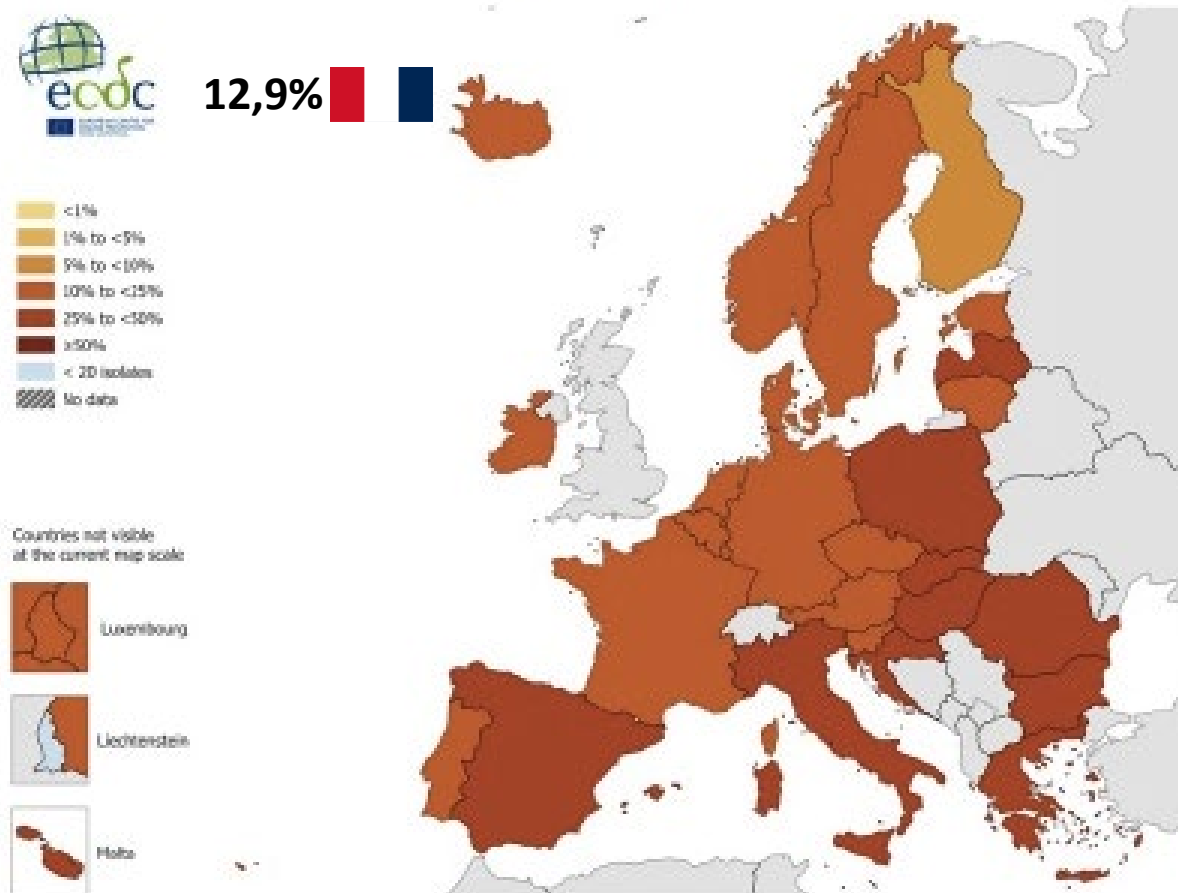 ecdc
12,9%
<1%
1% to <5%
5% to <10%
10% to <25%
25% to <50%
≥50%
< 20 isolates
No data
Countries not visible
at the current map scale
Luxembourg
Liechtenstein
Malta